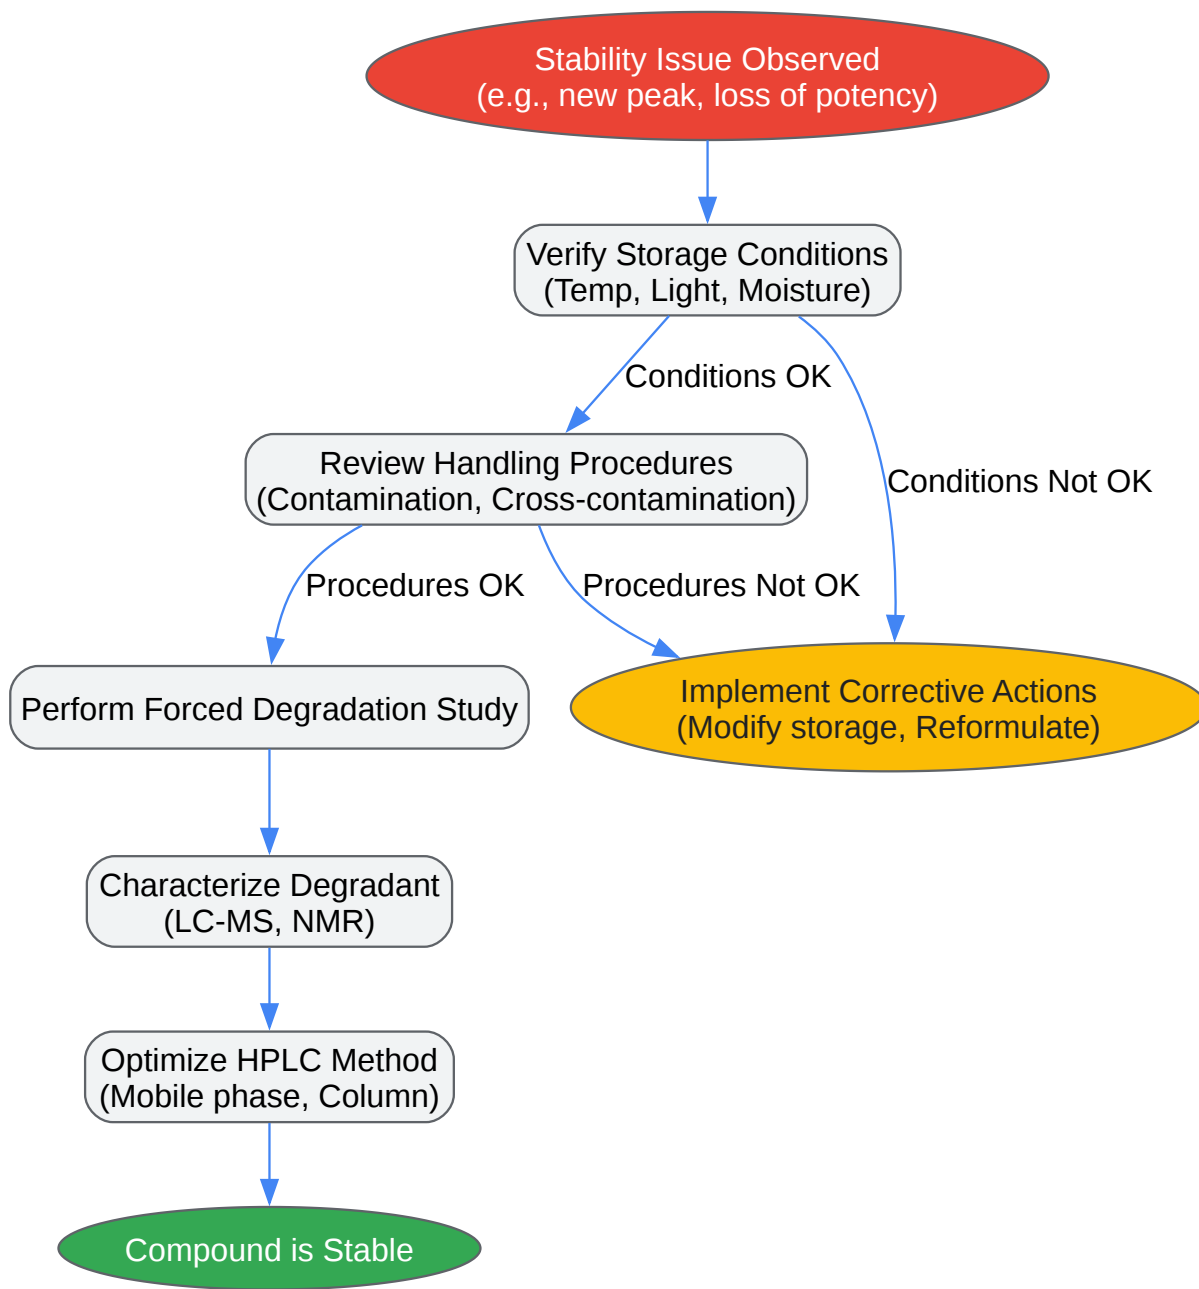 Stability Issue Observed
(e.g., new peak, loss of potency)
Verify Storage Conditions
(Temp, Light, Moisture)
Conditions OK
Review Handling Procedures
(Contamination, Cross-contamination)
Conditions Not OK
Procedures OK
Procedures Not OK
Perform Forced Degradation Study
Implement Corrective Actions
(Modify storage, Reformulate)
Characterize Degradant
(LC-MS, NMR)
Optimize HPLC Method
(Mobile phase, Column)
Compound is Stable